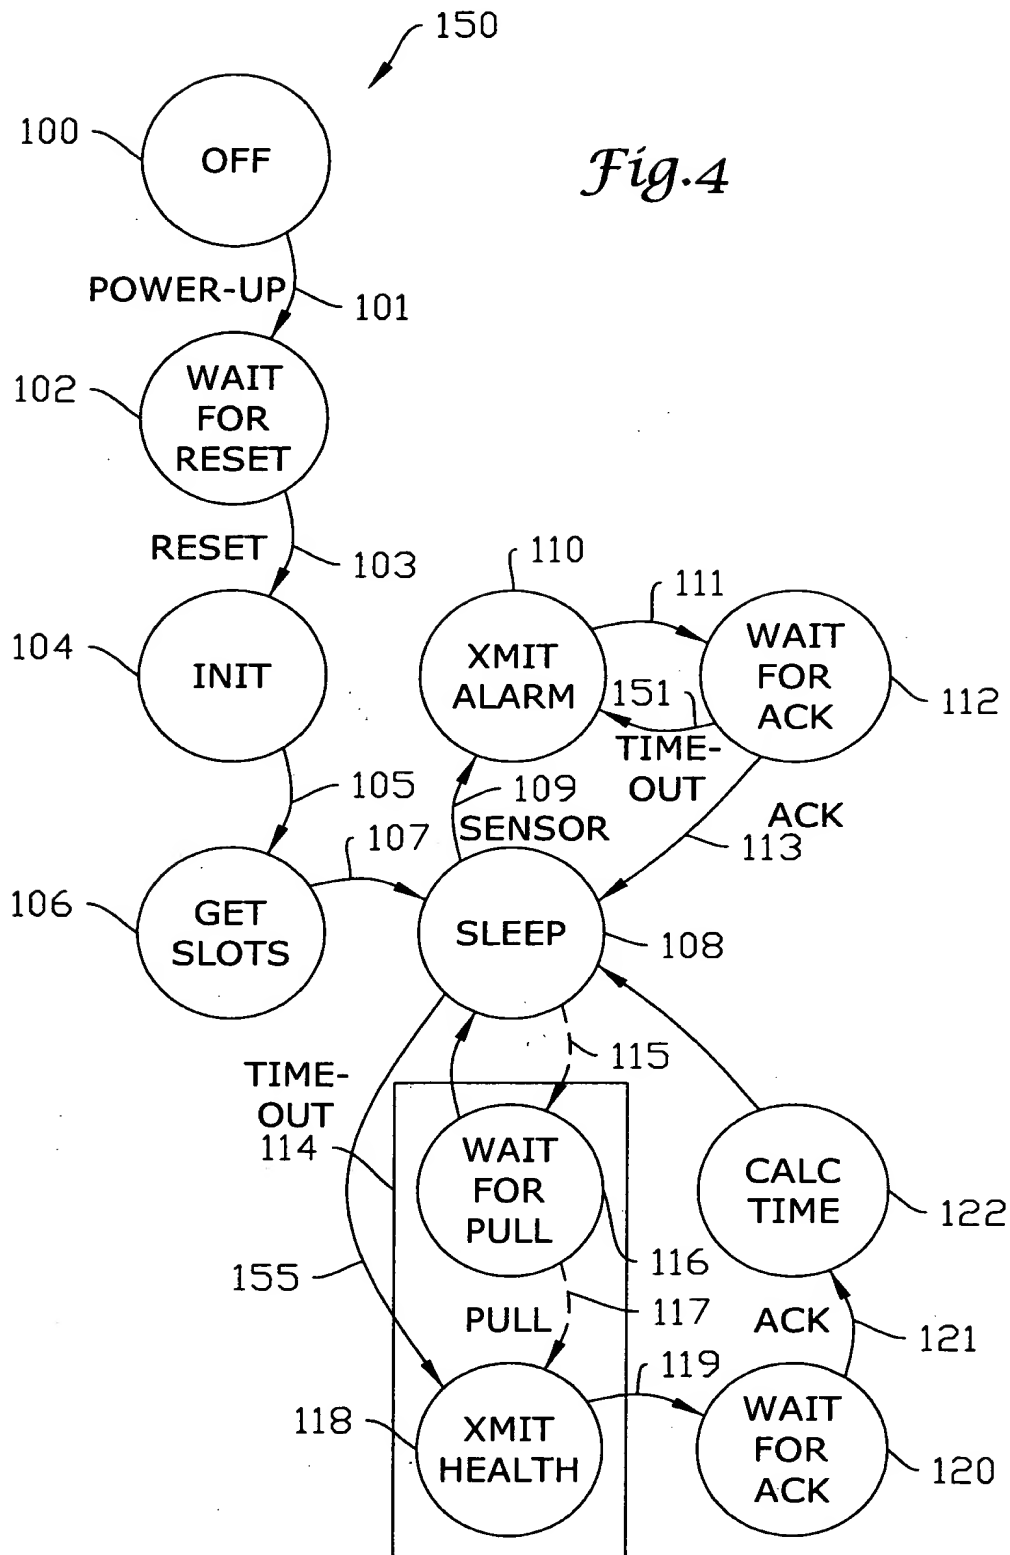 150
100
OFF
Fig.4
POWER-UP
101
102
WAIT
FOR
RESET
RESET
103
110
111
104
INIT
XMIT
ALARM
WAIT
FOR
ACK
112
151
TIME-
OUT
105
109
SENSOR
ACK
113
107
106
GET
SLOTS
SLEEP
108
TIME-
OUT
115
114
WAIT
FOR
PULL
CALC
TIME
122
155
116
PULL
117
ACK
121
119
118
XMIT
HEALTH
WAIT
FOR
ACK
120